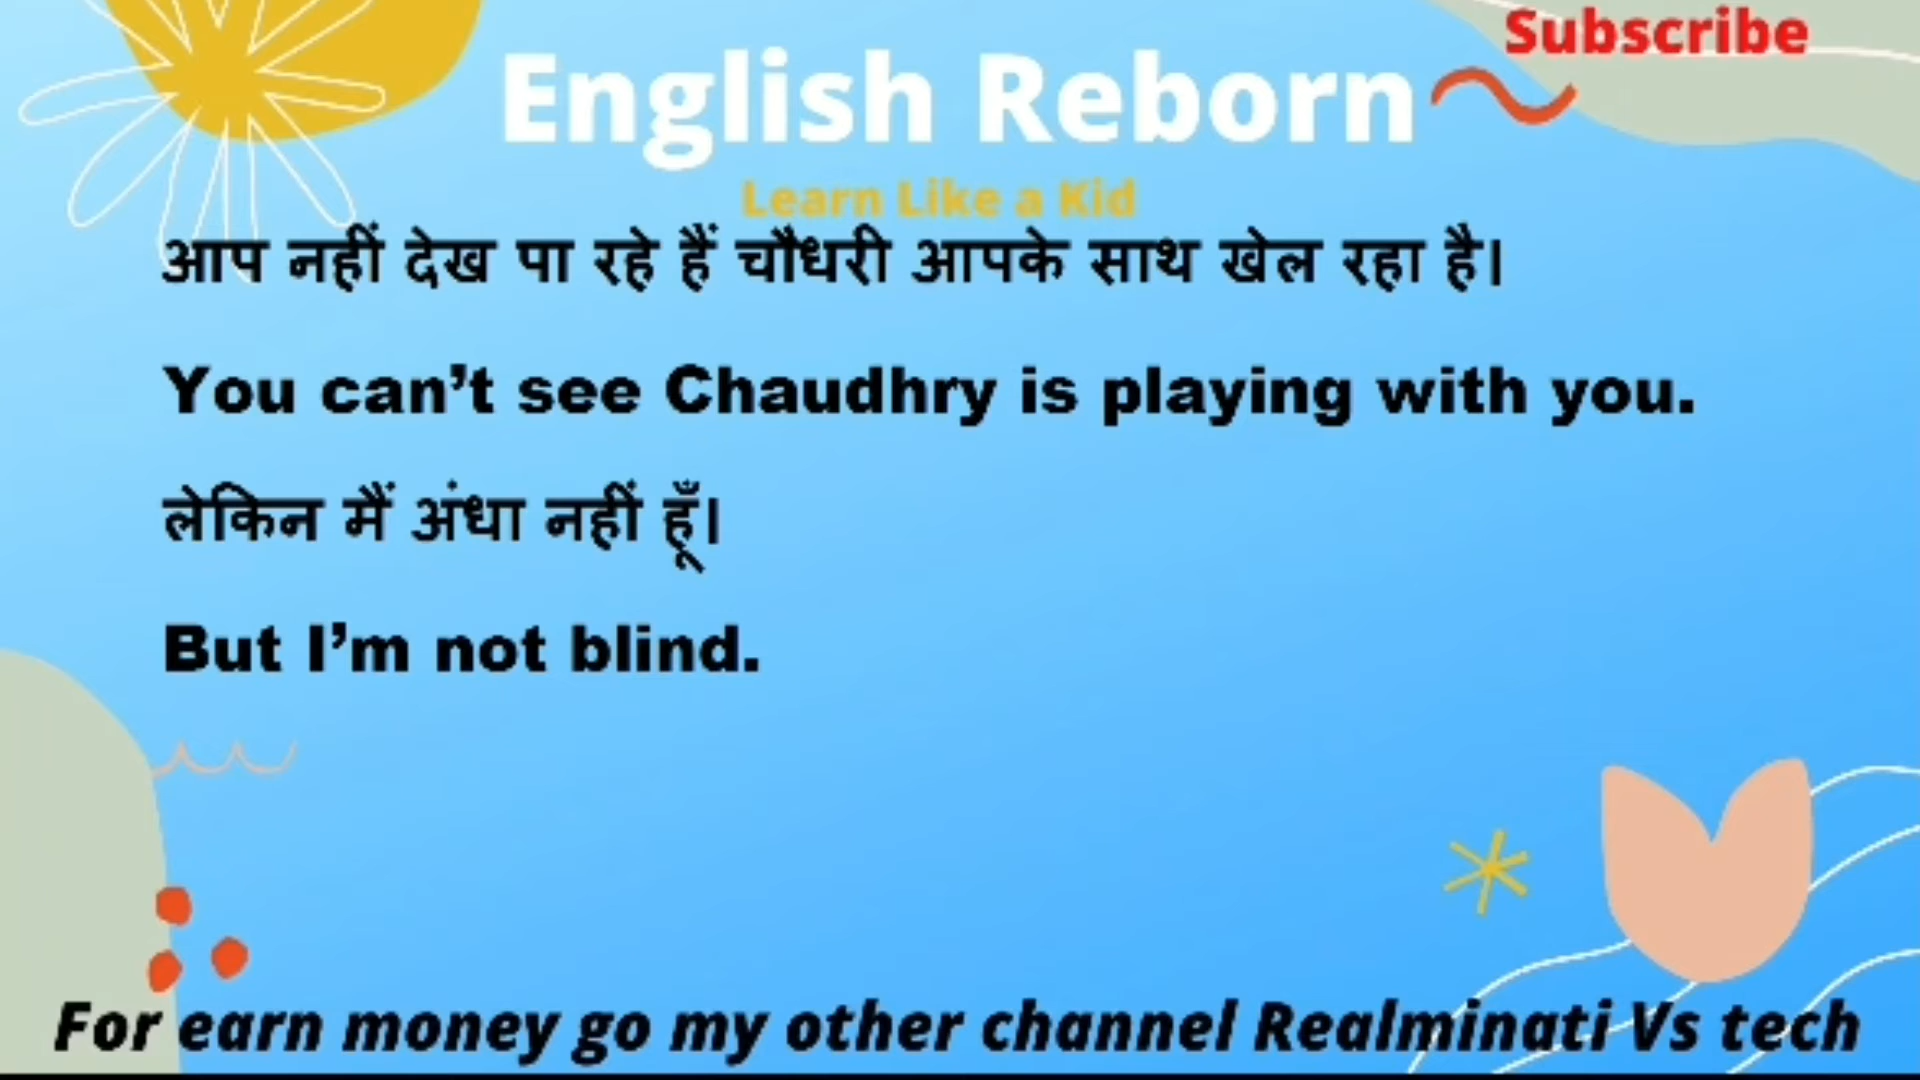 Subscribe
English Reborn
Learn Like a Kid
आप नहीं देख पा रहे हैं चौधरी आपके साथ खेल रहा है।
You can’t see Chaudhry is playing with you.
लेकिन मैं अंधा नहीं हूँ।
But I’m not blind.
For earn money go my other channel Realminati Vs tech